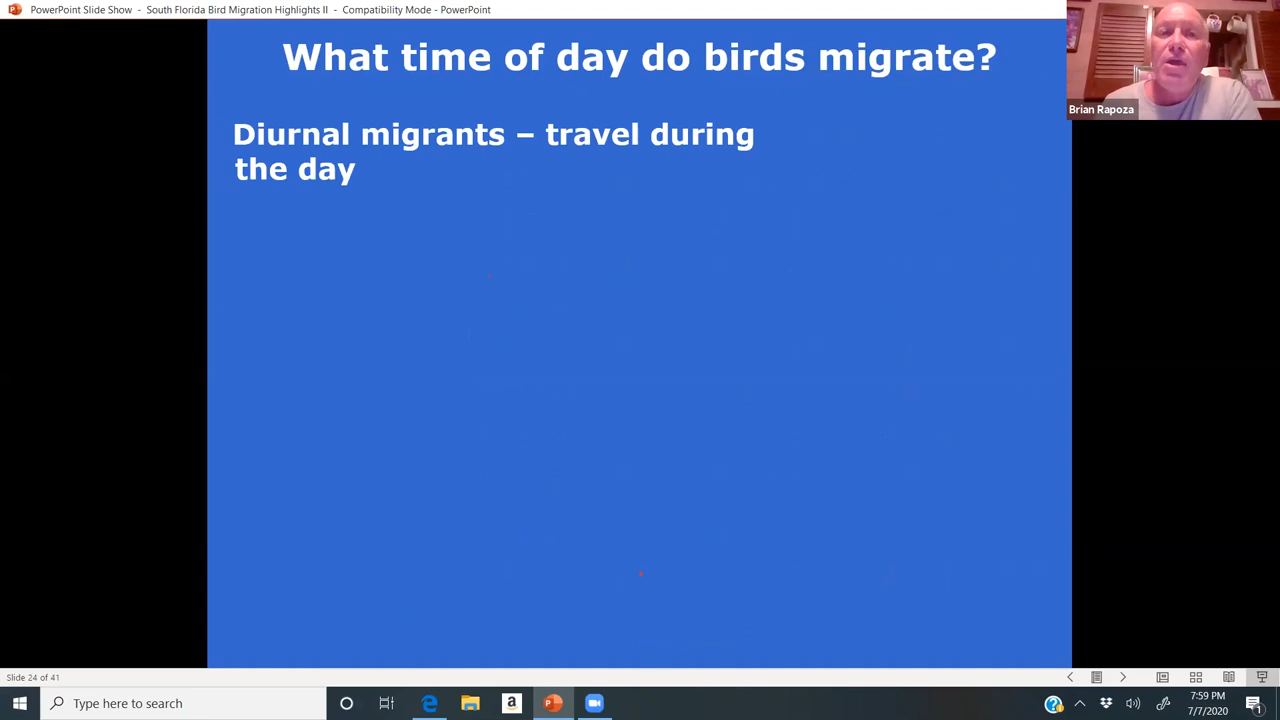 PowerPoint Slide Show - South Florida Bird Migration Highlights II - Compatibility Mode - PowerPoint
What time of day do birds migrate?
Brian Rapoza
Diurnal migrants – travel during
the day
Slide 24 of 41
Type here to search
7:59 PM
7/7/2020
1